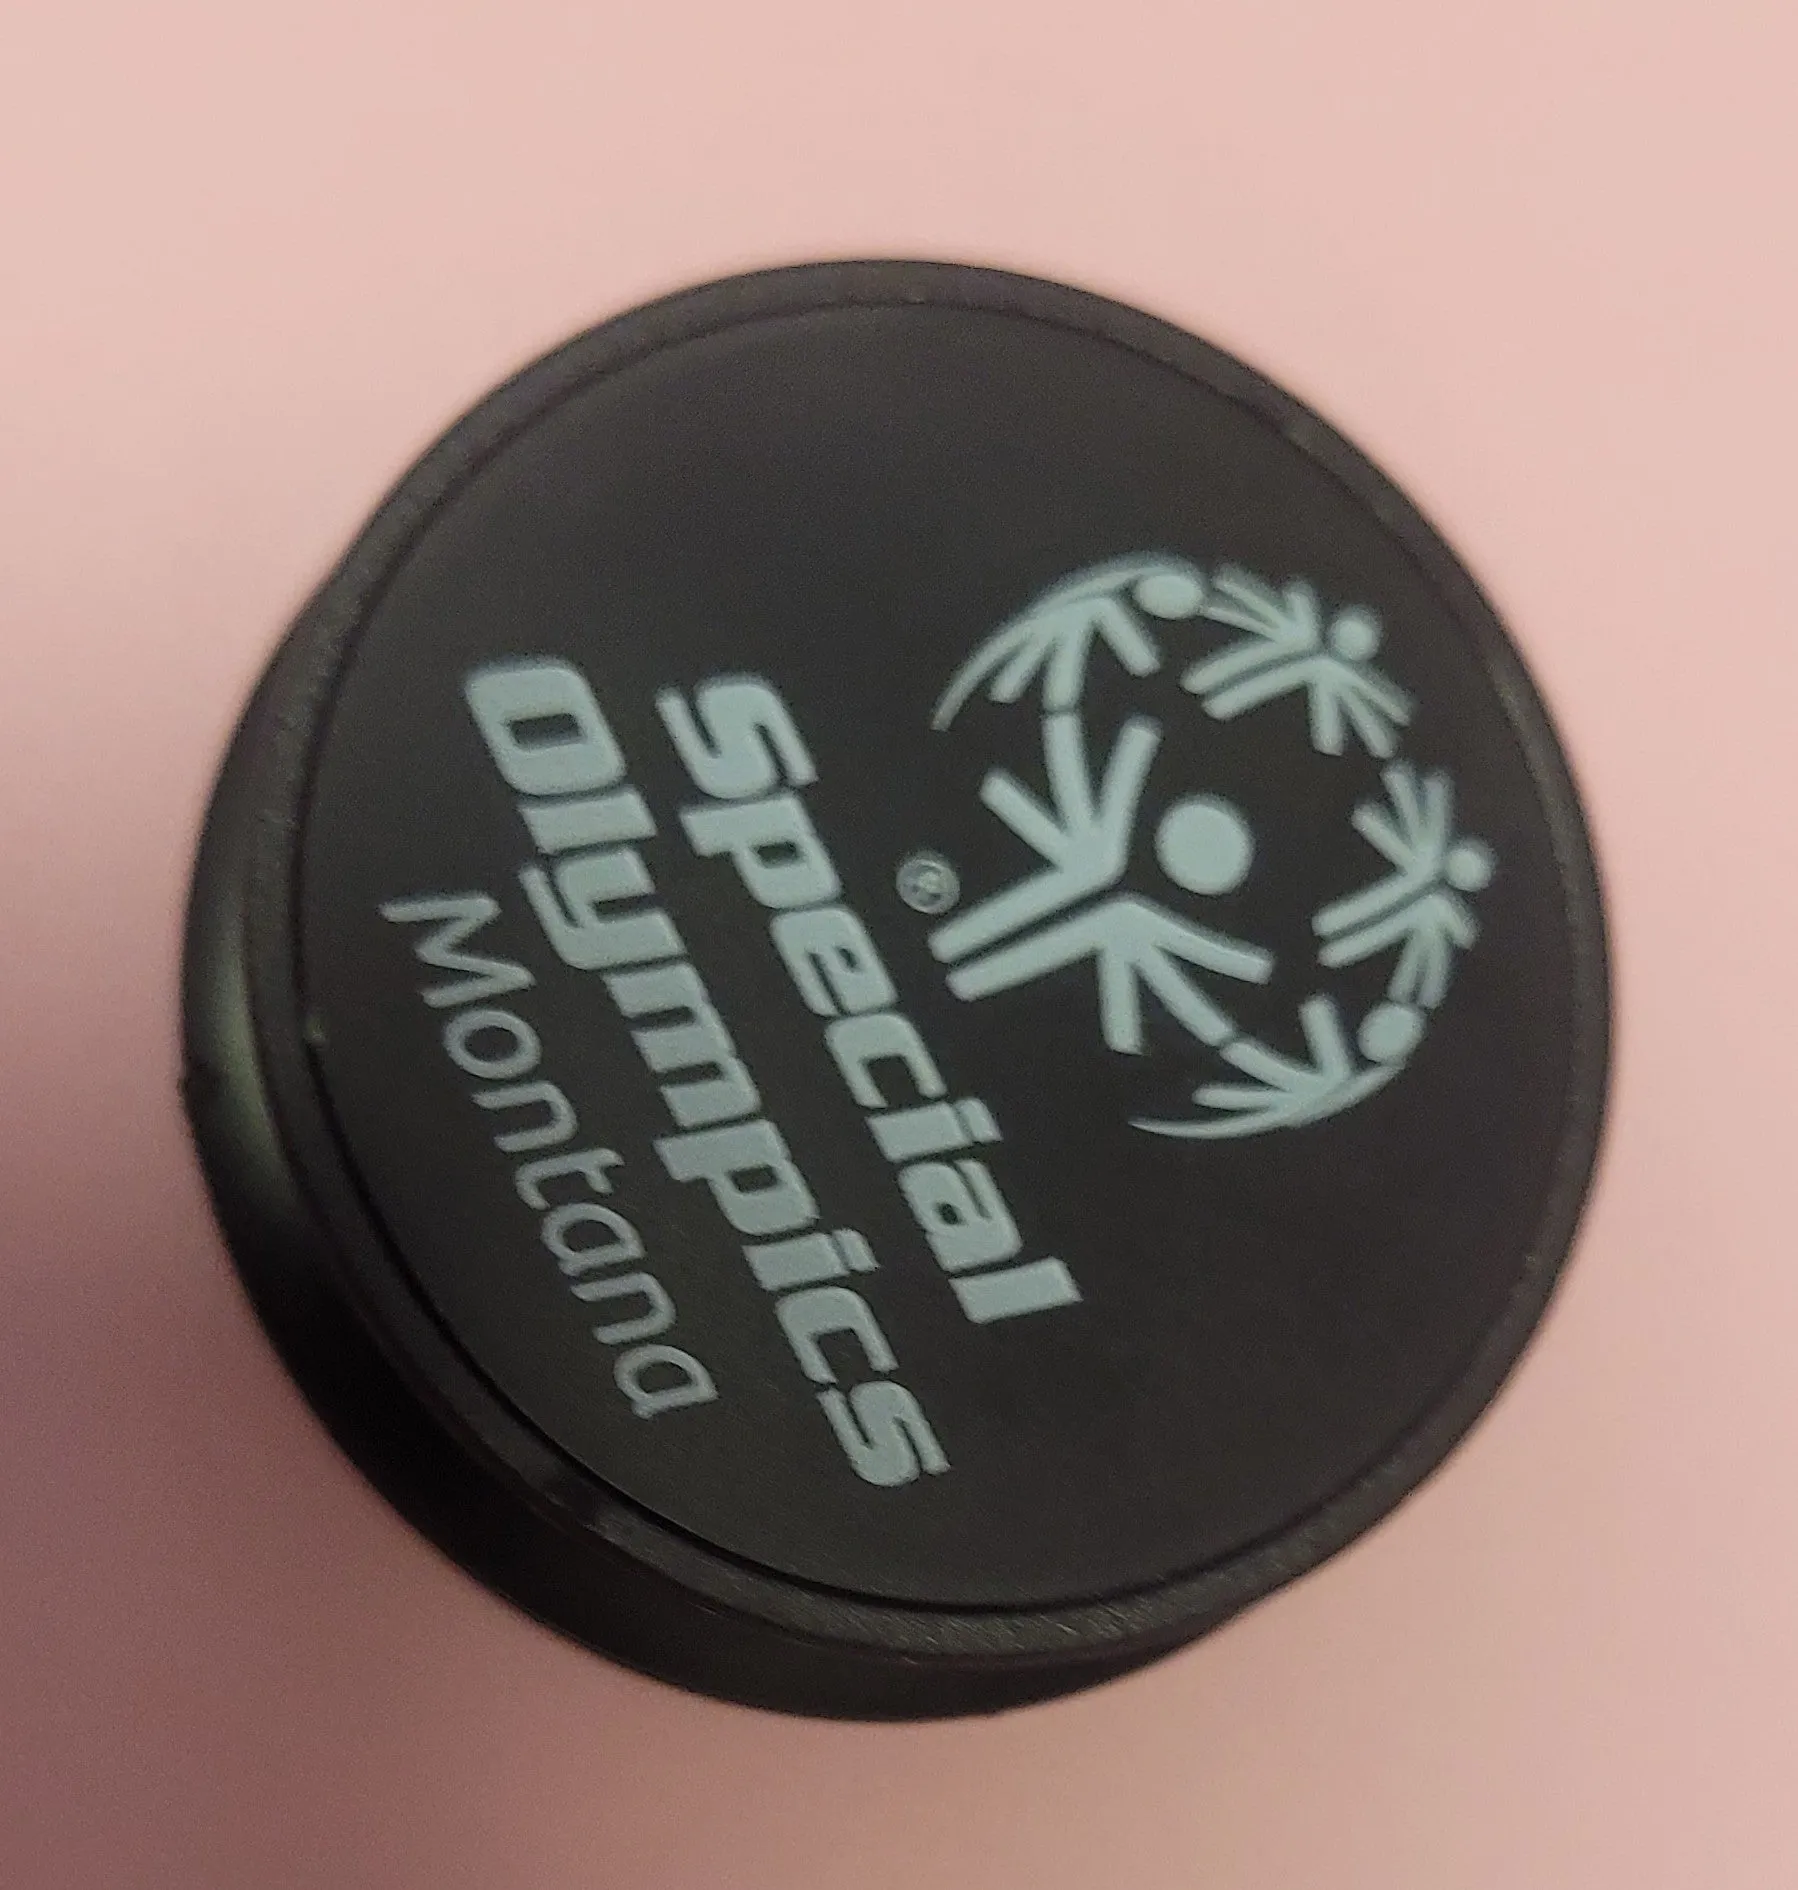 ®
Special
Olympics
Montana